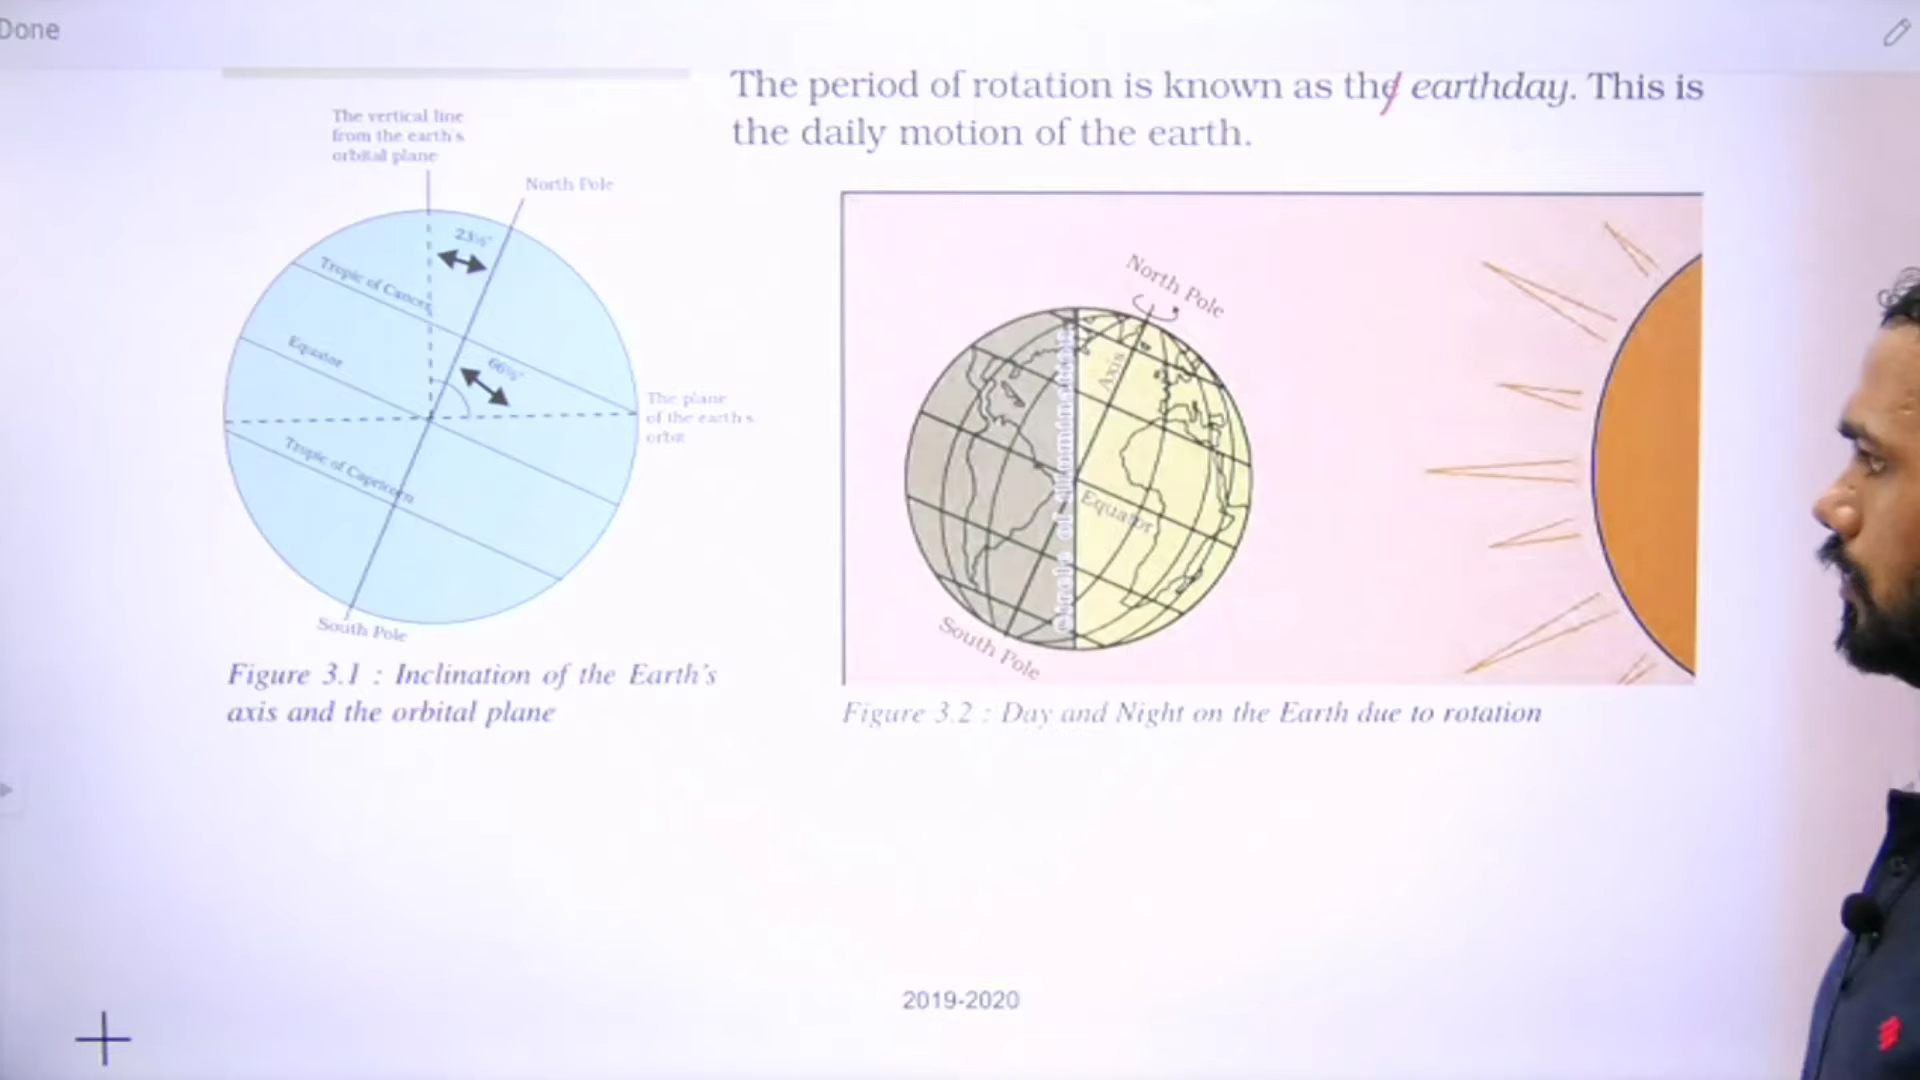 Done
The period of rotation is known as the earthday. This is
the daily motion of the earth.
The vertical line
from the earth's
orbital plane
North Pole
23½°
Tropic of Cancer
Equator
66½°
The plane
of the earth's
orbit
Tropic of Capricorn
South Pole
Figure 3.1 : Inclination of the Earth's
axis and the orbital plane
North Pole
Axis
circle of illumination
Equator
South Pole
Figure 3.2 : Day and Night on the Earth due to rotation
2019-2020